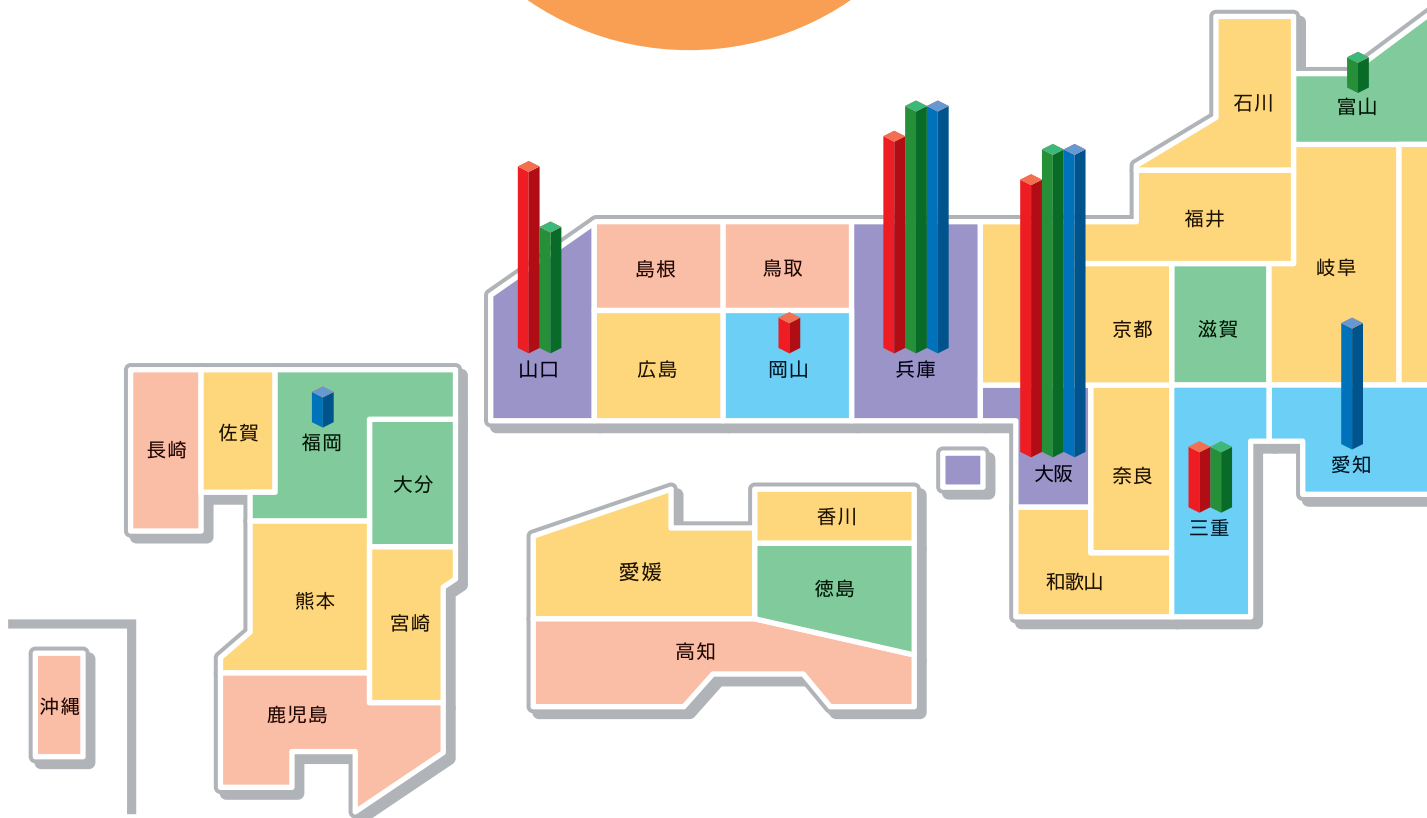 石川
富山
福井
島根
鳥取
岐阜
京都
滋賀
山口
広島
岡山
兵庫
長崎
佐賀
福岡
愛知
大阪
奈良
大分
香川
三重
愛媛
徳島
和歌山
熊本
宮崎
高知
沖縄
鹿児島